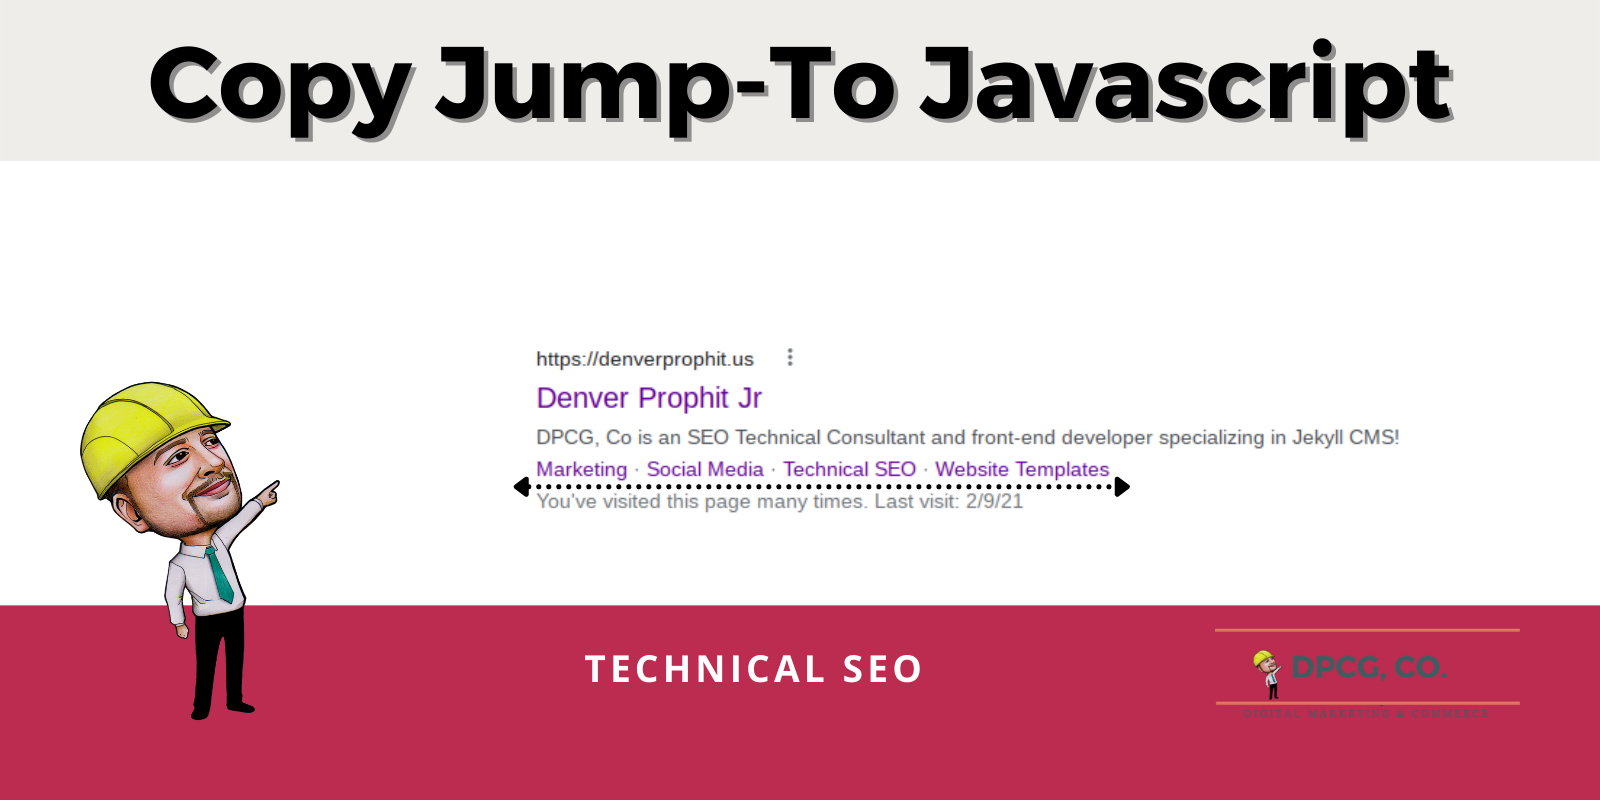 Copy Jump-To Javascript
https://denverprophit.us
Denver Prophit Jr
DPCG, Co is an SEO Technical Consultant and front-end developer specializing in Jekyll CMS!
Marketing · Social Media · Technical SEO · Website Templates
You've visited this page many times. Last visit: 2/9/21
TECHNICAL SEO
DPCG, CO.
DIGITAL MARKETING & COMMERCE